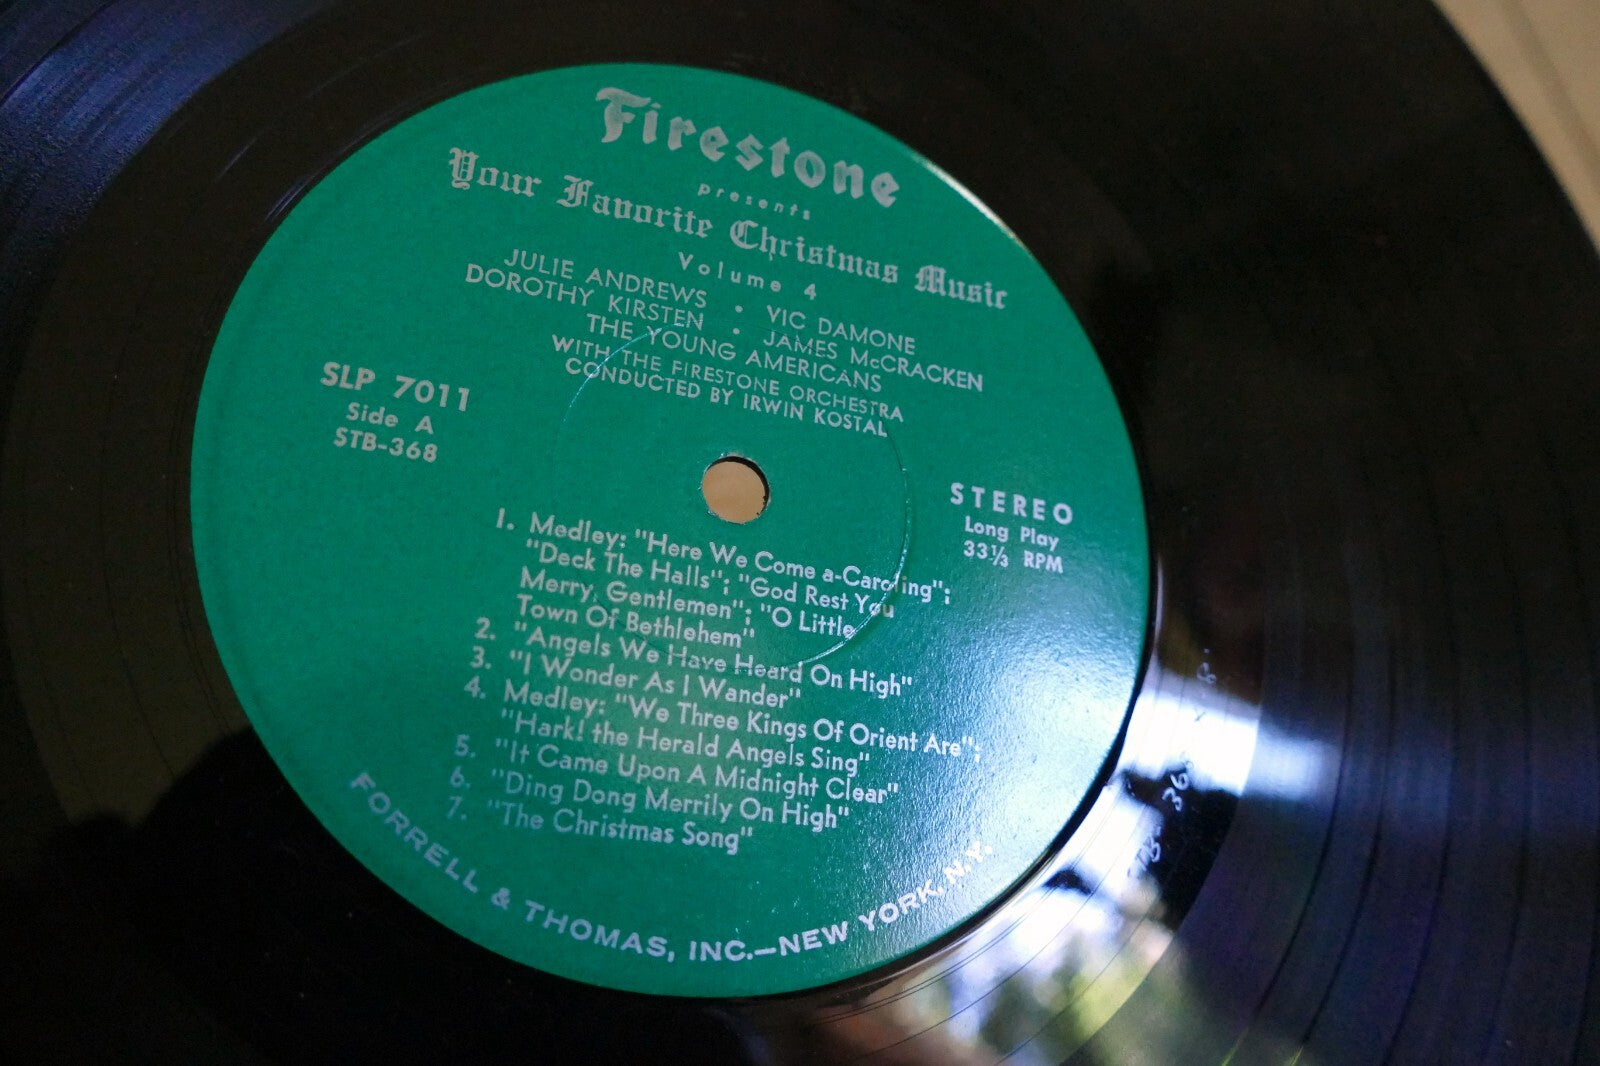 Firestone
presents
Your Favorite Christmas Music
Volume 4
JULIE ANDREWS • VIC DAMONE
DOROTHY KIRSTEN • JAMES McCRACKEN
THE YOUNG AMERICANS
WITH THE FIRESTONE ORCHESTRA
CONDUCTED BY IRWIN KOSTAL
SLP 7011
Side A
STB-368
STEREO
Long Play
33⅓ RPM
1. Medley: "Here We Come a-Caroling";
"Deck The Halls"; "God Rest You
Merry, Gentlemen"; "O Little
Town Of Bethlehem"
2. "Angels We Have Heard On High"
3. "I Wonder As I Wander"
4. Medley: "We Three Kings Of Orient Are";
"Hark! the Herald Angels Sing"
5. "It Came Upon A Midnight Clear"
6. "Ding Dong Merrily On High"
7. "The Christmas Song"
FORRELL & THOMAS, INC.—NEW YORK, N.Y.